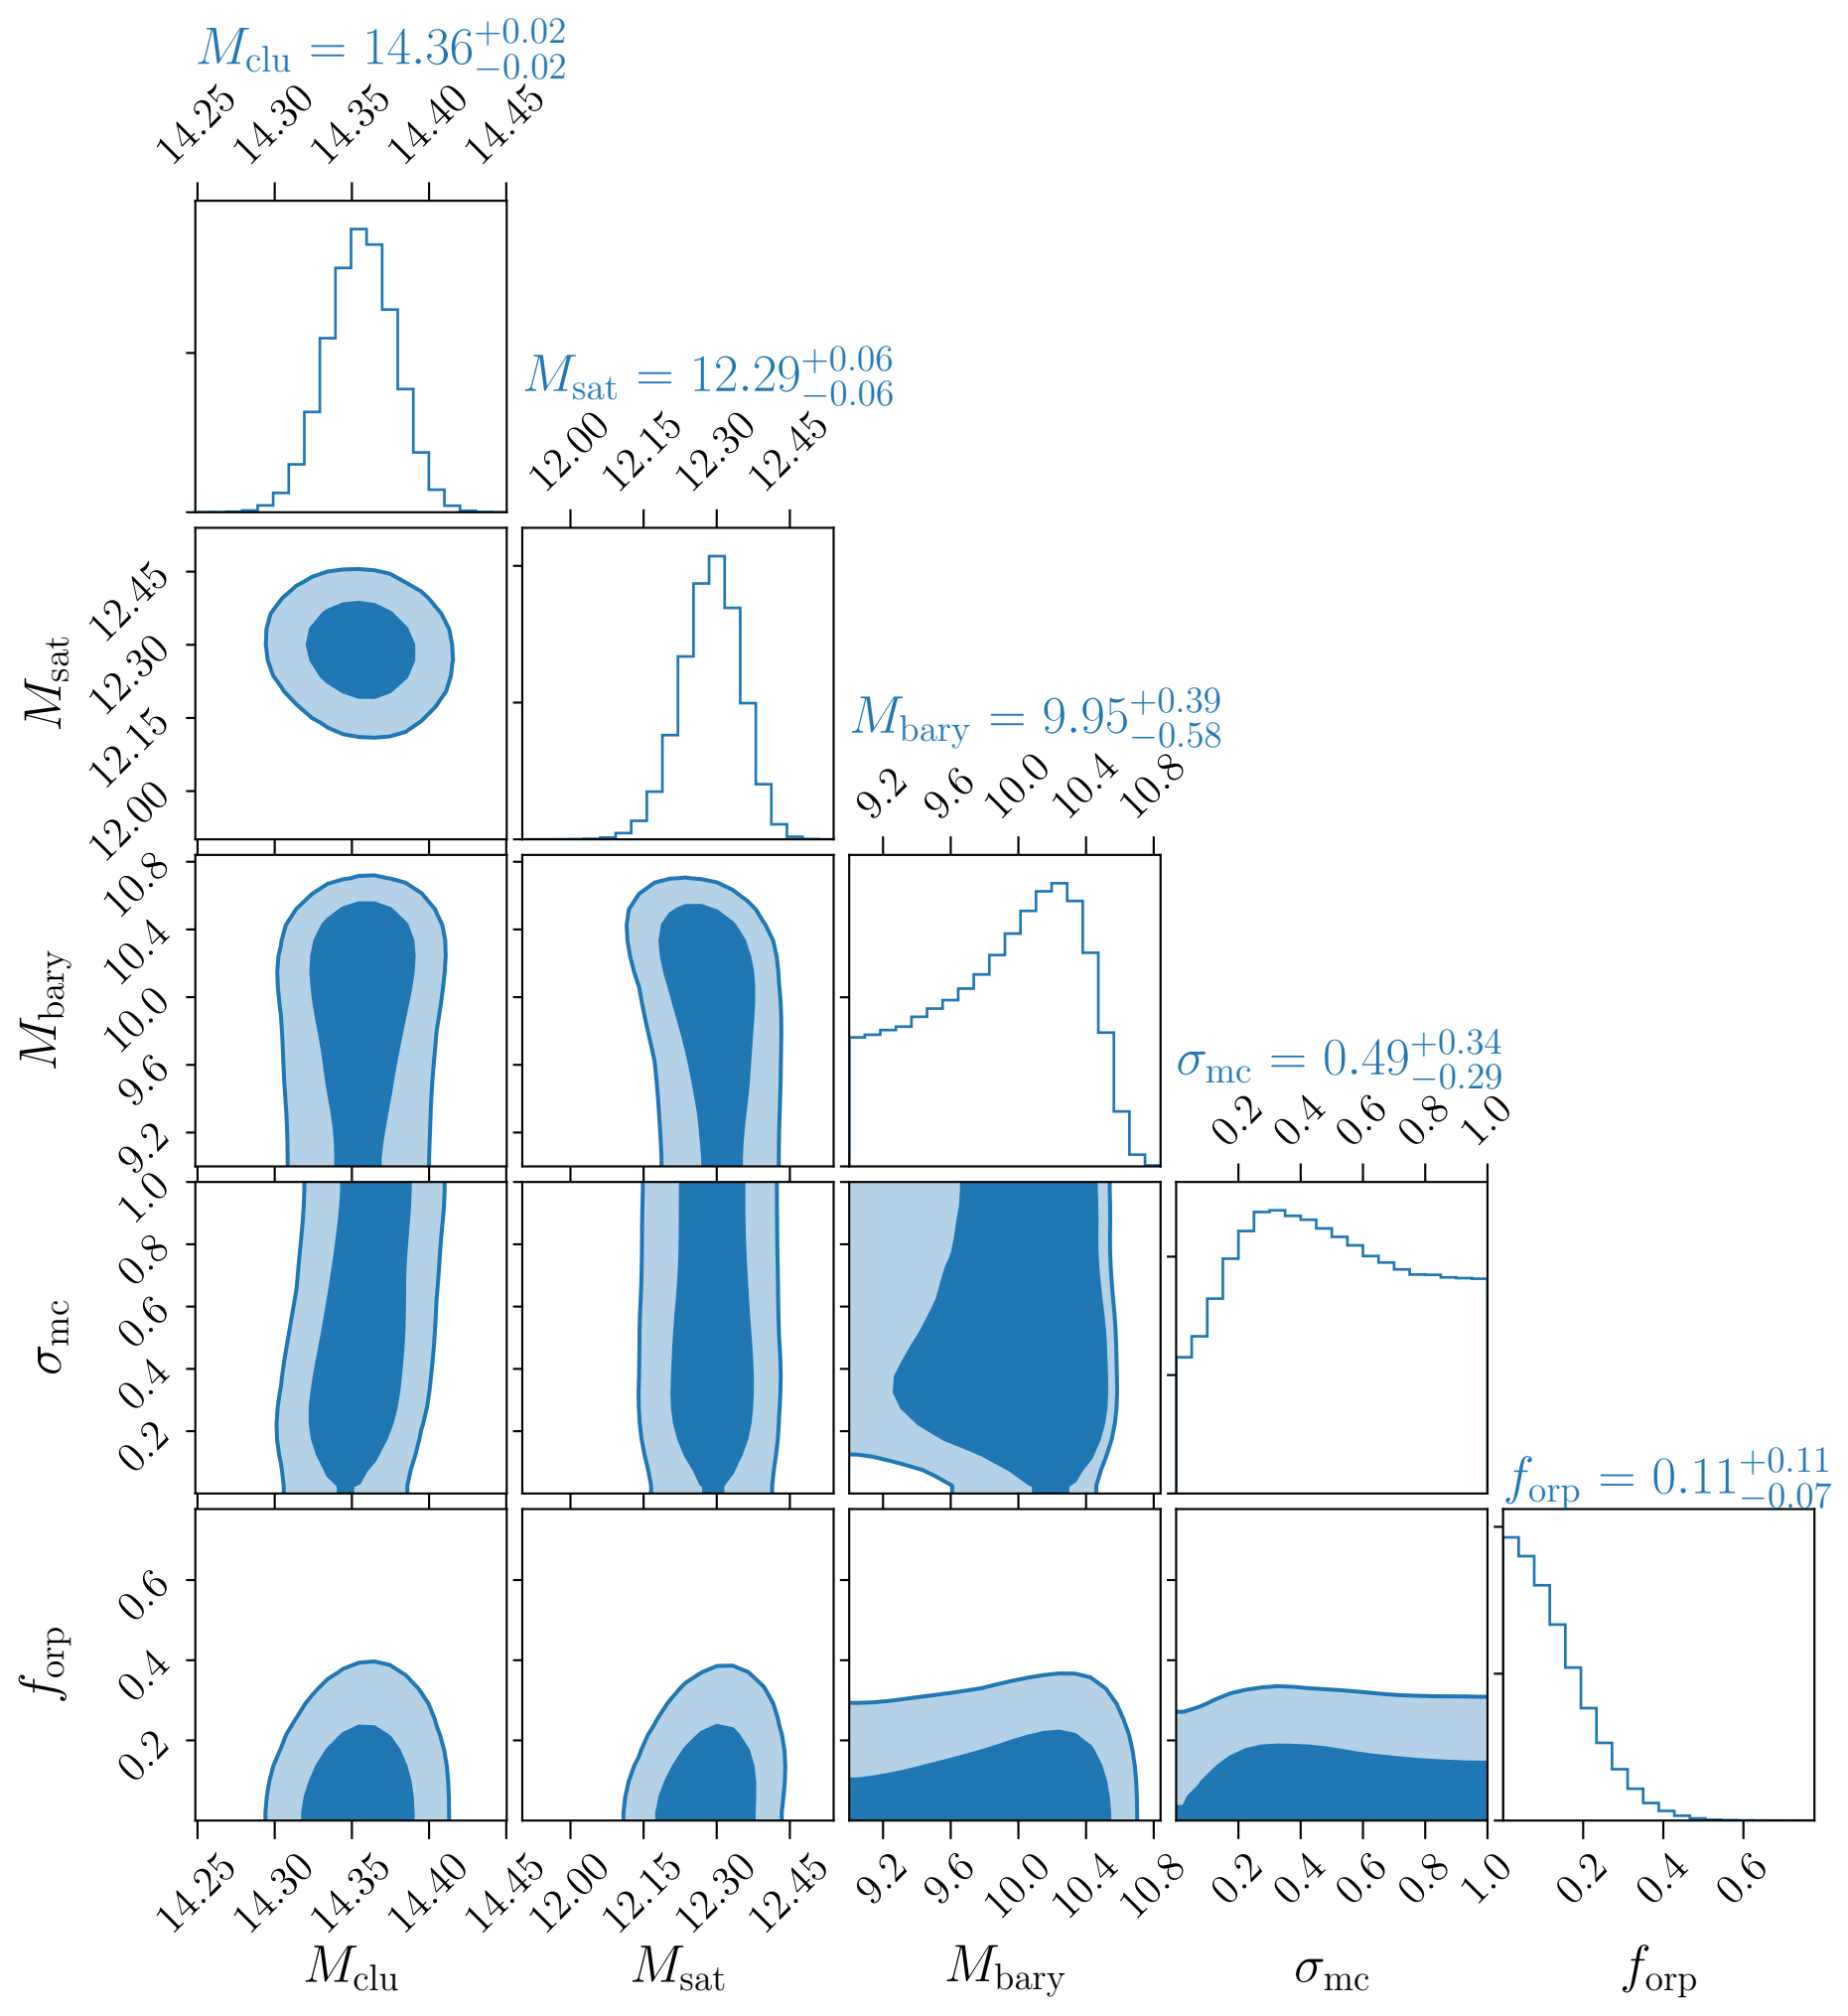 M_clu = 14.36^{+0.02}_{−0.02}
14.25 14.30 14.35 14.40 14.45
M_sat = 12.29^{+0.06}_{−0.06}
12.00 12.15 12.30 12.45
M_sat
12.45
12.30
12.15
12.00
M_bary = 9.95^{+0.39}_{−0.58}
9.2 9.6 10.0 10.4 10.8
M_bary
10.8
10.4
10.0
9.6
9.2
σ_mc = 0.49^{+0.34}_{−0.29}
0.2 0.4 0.6 0.8 1.0
σ_mc
1.0
0.8
0.6
0.4
0.2
f_orp = 0.11^{+0.11}_{−0.07}
f_orp
0.6
0.4
0.2
14.25 14.30 14.35 14.40 14.45 12.00 12.15 12.30 12.45 9.2 9.6 10.0 10.4 10.8 0.2 0.4 0.6 0.8 1.0 0.2 0.4 0.6
M_clu M_sat M_bary σ_mc f_orp